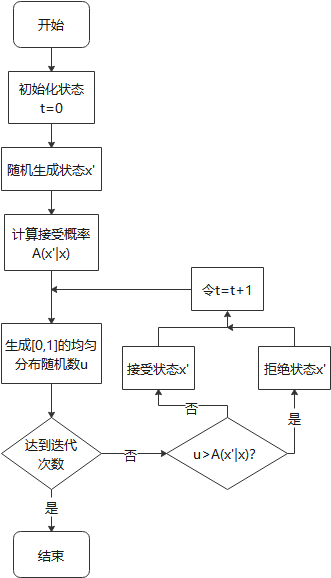 开始
初始化状态
t=0
随机生成状态x'
计算接受概率
A(x'|x)
令t=t+1
生成[0,1]的均匀
分布随机数u
接受状态x'
拒绝状态x'
否
是
达到迭代
次数
否
u>A(x'|x)?
是
结束